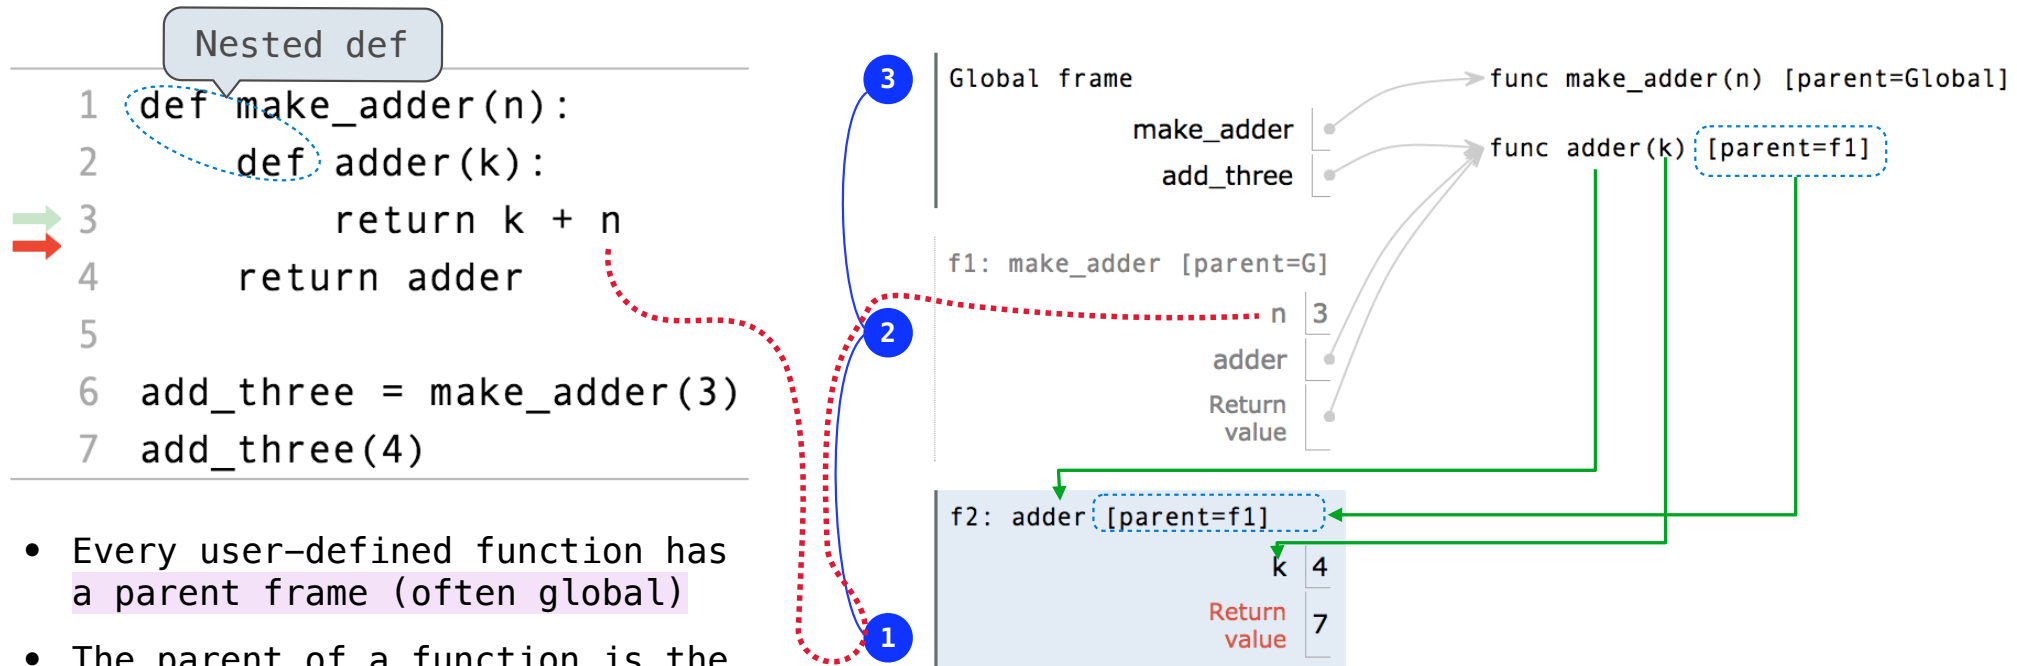 Nested def
1 def make_adder(n):
2 def adder(k):
3 return k + n
4 return adder
5
6 add_three = make_adder(3)
7 add_three(4)
• Every user–defined function has
a parent frame (often global)
• The parent of a function is the
3
2
1
Global frame
make_adder
add_three
func make_adder(n) [parent=Global]
func adder(k) [parent=f1]
f1: make_adder [parent=G]
n 3
adder
Return
value
f2: adder [parent=f1]
k 4
Return
value 7